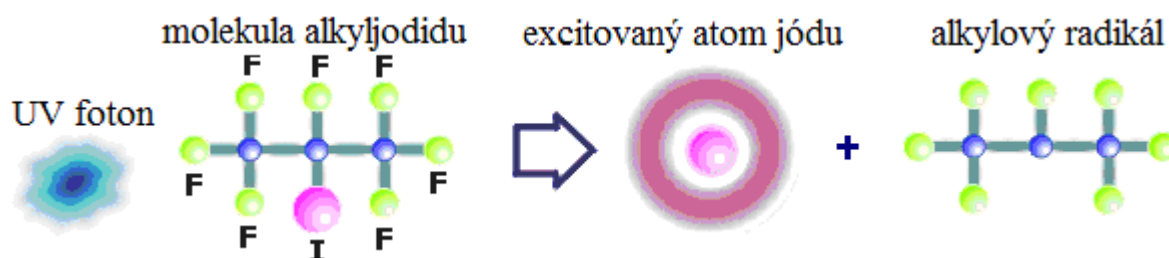 molekula alkyljodidu
excitovaný atom jódu
alkylový radikál
UV foton
F F F
F F
F F
I
+